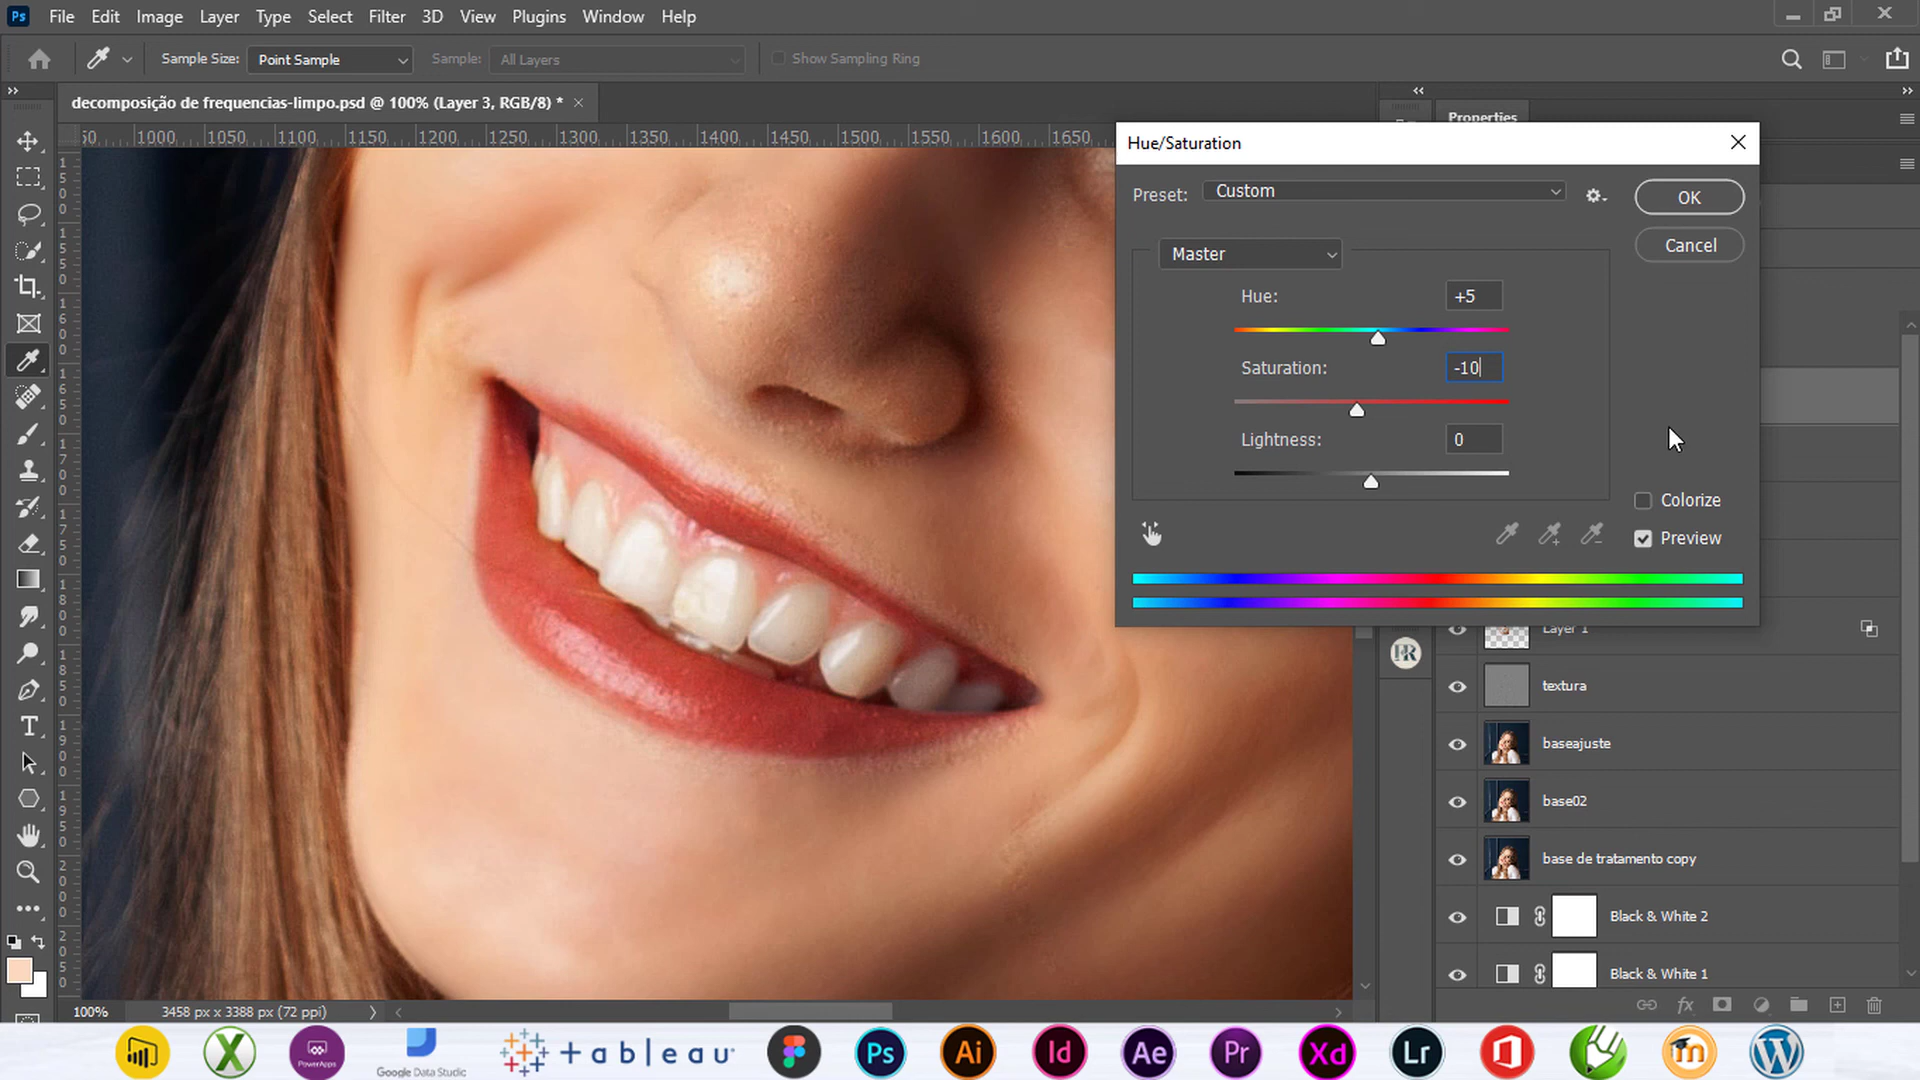 Ps File Edit Image Layer Type Select Filter 3D View Plugins Window Help
Sample Size: Point Sample Sample: All Layers Show Sampling Ring
decomposição de frequencias-limpo.psd @ 100% (Layer 3, RGB/8) *
Properties
50 1000 1050 1100 1150 1200 1250 1300 1350 1400 1450 1500 1550 1600 1650
Hue/Saturation
Preset: Custom
OK
Cancel
Master
Hue: +5
Saturation: -10
Lightness: 0
Colorize
Preview
Layer 1
textura
baseajuste
base02
base de tratamento copy
Black & White 2
Black & White 1
100% 3458 px x 3388 px (72 ppi)
PowerApps
Google Data Studio
+ableau
Ps Ai Id Ae Pr Xd Lr